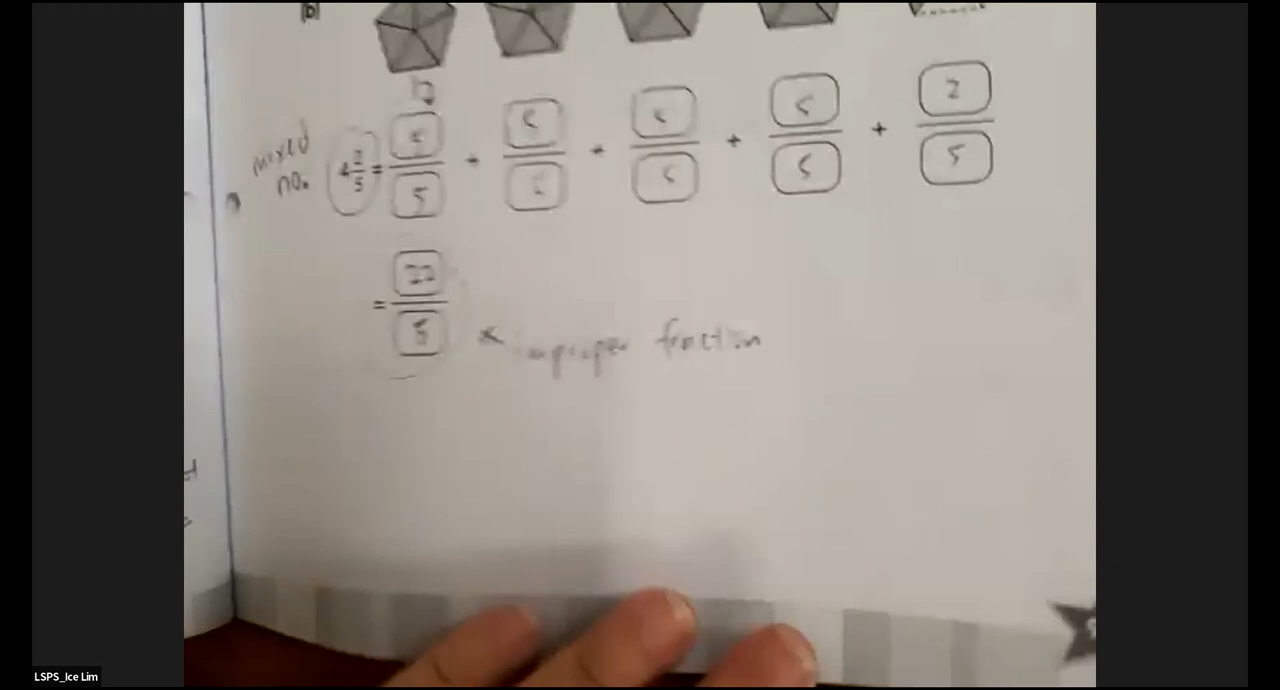 (b)
mixed no. 4 2/5 = 5/5 + 5/5 + 5/5 + 5/5 + 2/5
= 22/5 improper fraction
LSPS_Ice Lim